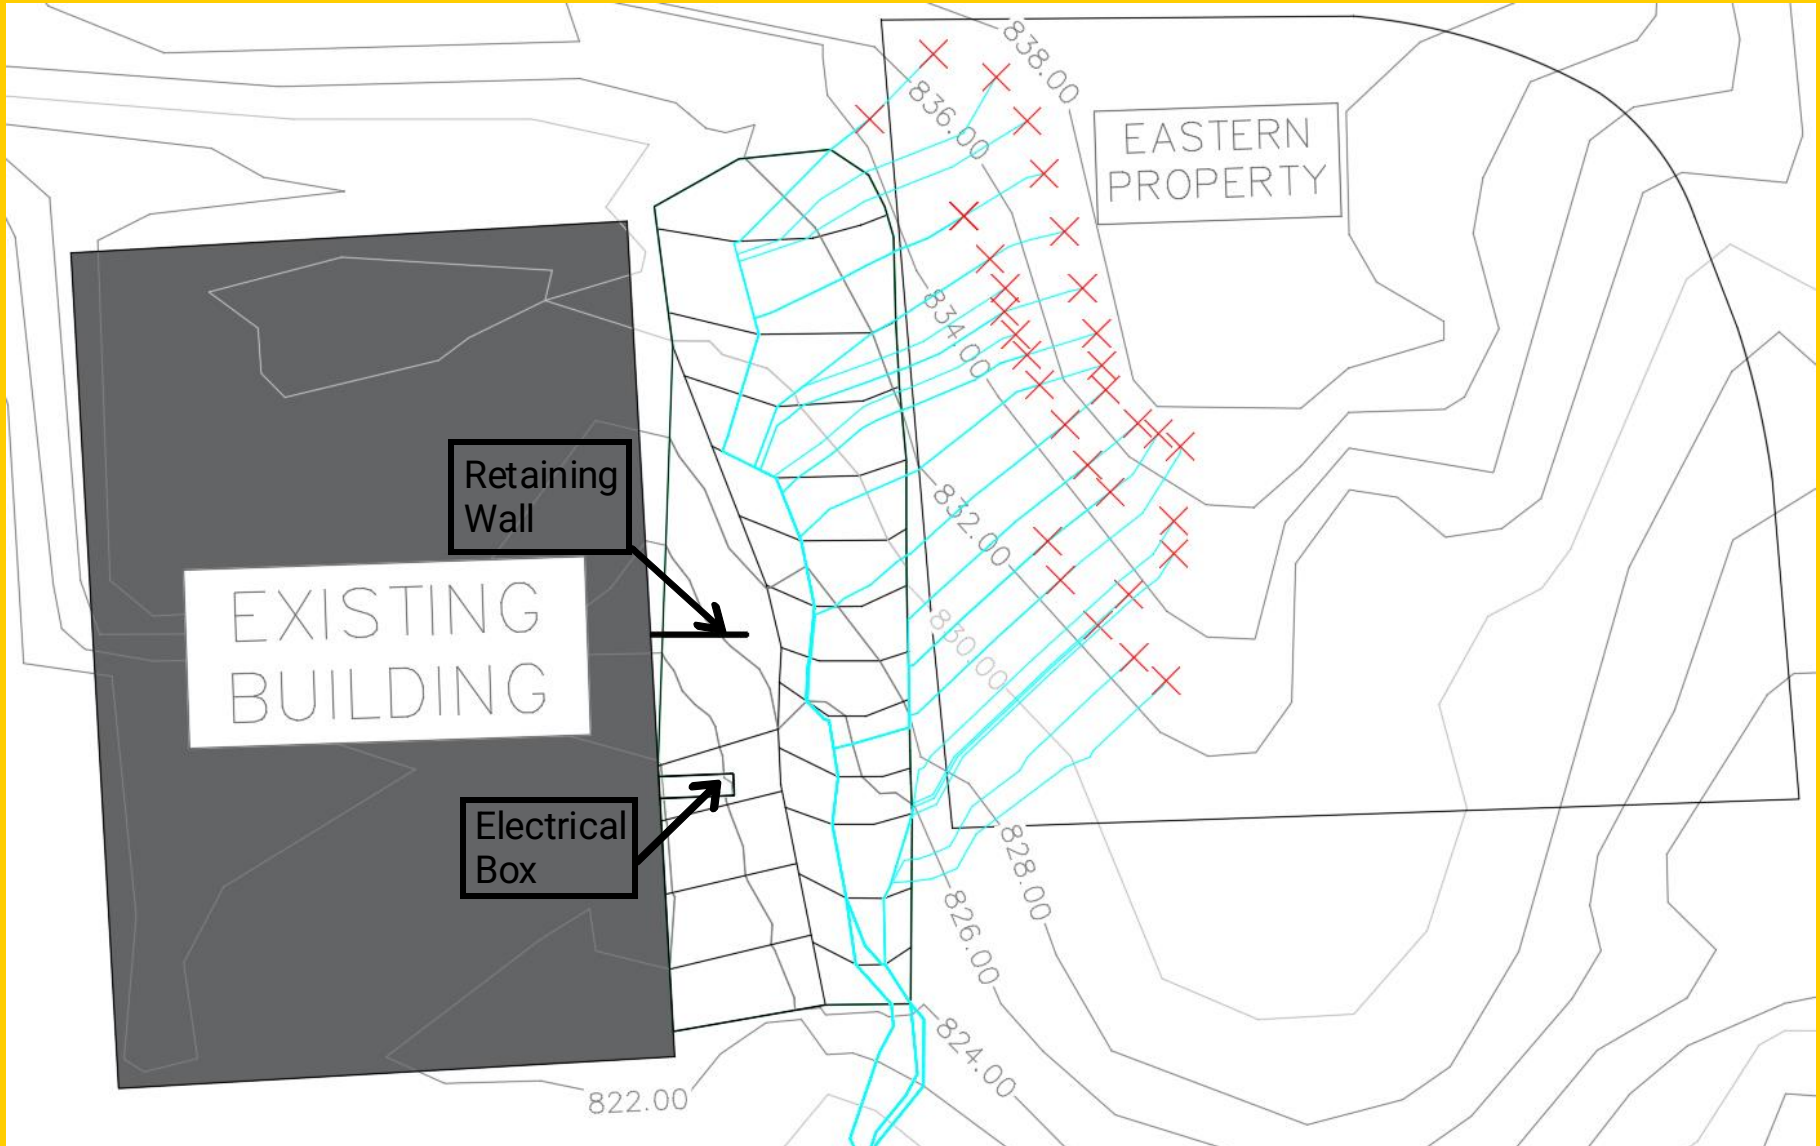 838.00
836.00
EASTERN
PROPERTY
834.00
Retaining
Wall
832.00
EXISTING
BUILDING
830.00
Electrical
Box
828.00
826.00
824.00
822.00